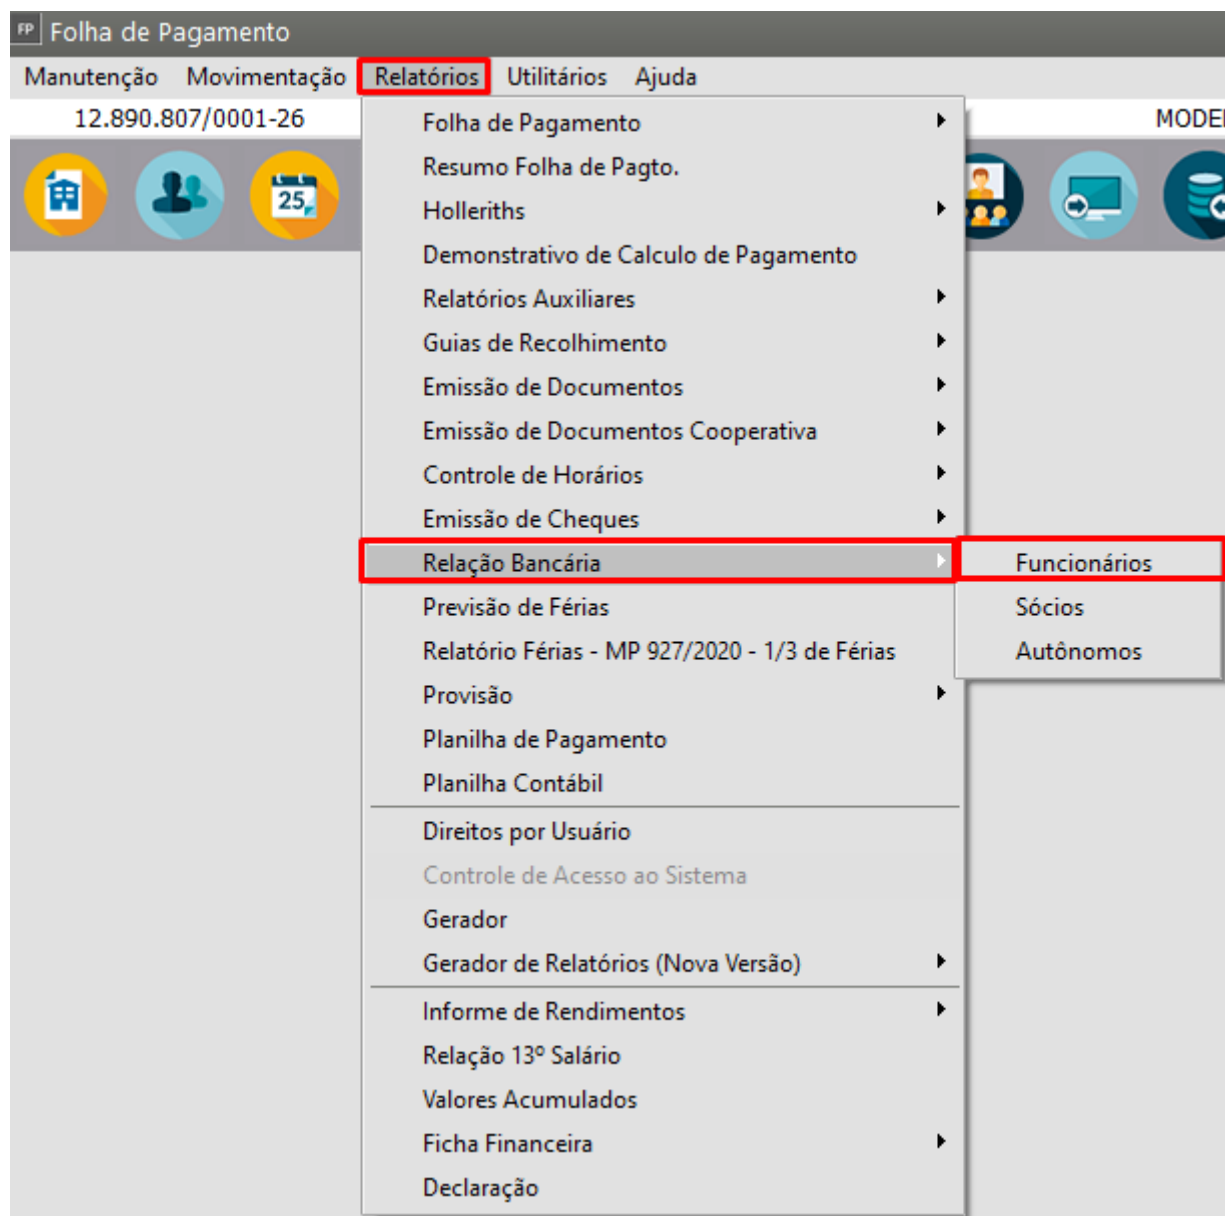 FP Folha de Pagamento
Manutenção Movimentação Relatórios Utilitários Ajuda
12.890.807/0001-26
25
Folha de Pagamento
Resumo Folha de Pagto.
Holleriths
Demonstrativo de Calculo de Pagamento
Relatórios Auxiliares
Guias de Recolhimento
Emissão de Documentos
Emissão de Documentos Cooperativa
Controle de Horários
Emissão de Cheques
Relação Bancária
Previsão de Férias
Relatório Férias - MP 927/2020 - 1/3 de Férias
Provisão
Planilha de Pagamento
Planilha Contábil
Direitos por Usuário
Controle de Acesso ao Sistema
Gerador
Gerador de Relatórios (Nova Versão)
Informe de Rendimentos
Relação 13º Salário
Valores Acumulados
Ficha Financeira
Declaração
Funcionários
Sócios
Autônomos